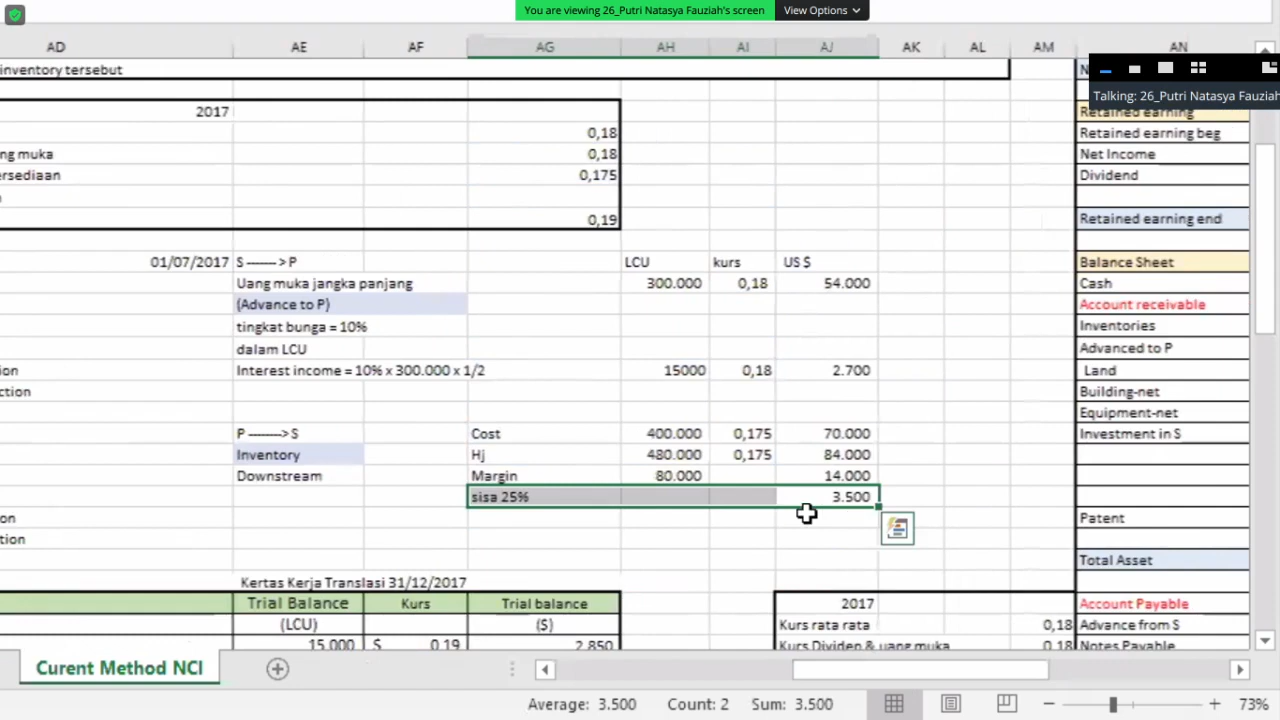 You are viewing 26_Putri Natasya Fauziah's screen View Options
AD AE AF AG AH AI AJ AK AL AM AN
inventory tersebut
Talking: 26_Putri Natasya Fauziah
2017 Retained earning
0,18 Retained earning beg
ng muka 0,18 Net Income
ersediaan 0,175 Dividend
0,19 Retained earning end
01/07/2017 S ------- > P LCU kurs US $ Balance Sheet
Uang muka jangka panjang 300.000 0,18 54.000 Cash
(Advance to P) Account receivable
tingkat bunga = 10% Inventories
dalam LCU Advanced to P
ion Interest income = 10% x 300.000 x 1/2 15000 0,18 2.700 Land
ction Building-net
Equipment-net
P --------> S Cost 400.000 0,175 70.000 Investment in S
Inventory Hj 480.000 0,175 84.000
Downstream Margin 80.000 14.000
sisa 25% 3.500
on Patent
tion
Total Asset
Kertas Kerja Translasi 31/12/2017
Trial Balance Kurs Trial balance 2017 Account Payable
(LCU) ($) Kurs rata rata 0,18 Advance from S
15.000 $ 0,19 2.850 Kurs Dividen & uang muka 0,18 Notes Payable
Curent Method NCI
Average: 3.500 Count: 2 Sum: 3.500 73%